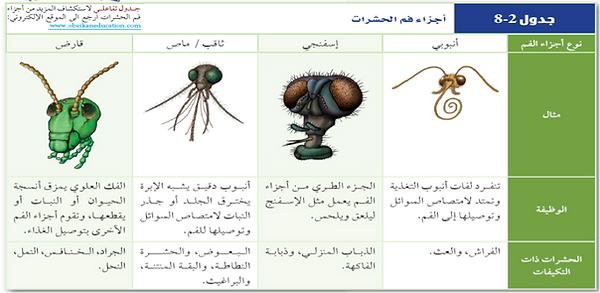 جدول 2-8
أجزاء فم الحشرات
جدول تفاعلي لاستكشاف المزيد من أجزاء
فم الحشرات ارجع إلى الموقع الإلكتروني:
www.obeikaneducation.com
نوع أجزاء الفم
أنبوبي
إسفنجي
ثاقب / ماص
قارض
مثال
الوظيفة
تنفرد لفات أنبوب التغذية
وتمتد لامتصاص السوائل
وتوصيلها إلى الفم.
الجزء الطري من أجزاء
الفم يعمل مثل الإسفنج
ليلعق ويلحس.
أنبوب دقيق يشبه الإبرة
يخترق الجلد أو جذر
النبات لامتصاص السوائل
وتوصيلها للفم.
الفك العلوي يمزق أنسجة
الحيوان أو النبات أو
يقطعها، وتقوم أجزاء الفم
الأخرى بتوصيل الغذاء.
الحشرات ذات
التكيفات
الفراش، والعث.
الذباب المنزلي، وذبابة
الفاكهة.
البعوض، والحشرة
النطاطة، والبقة المنتنة،
والبراغيث.
الجراد، الخنافس، النمل،
النحل.